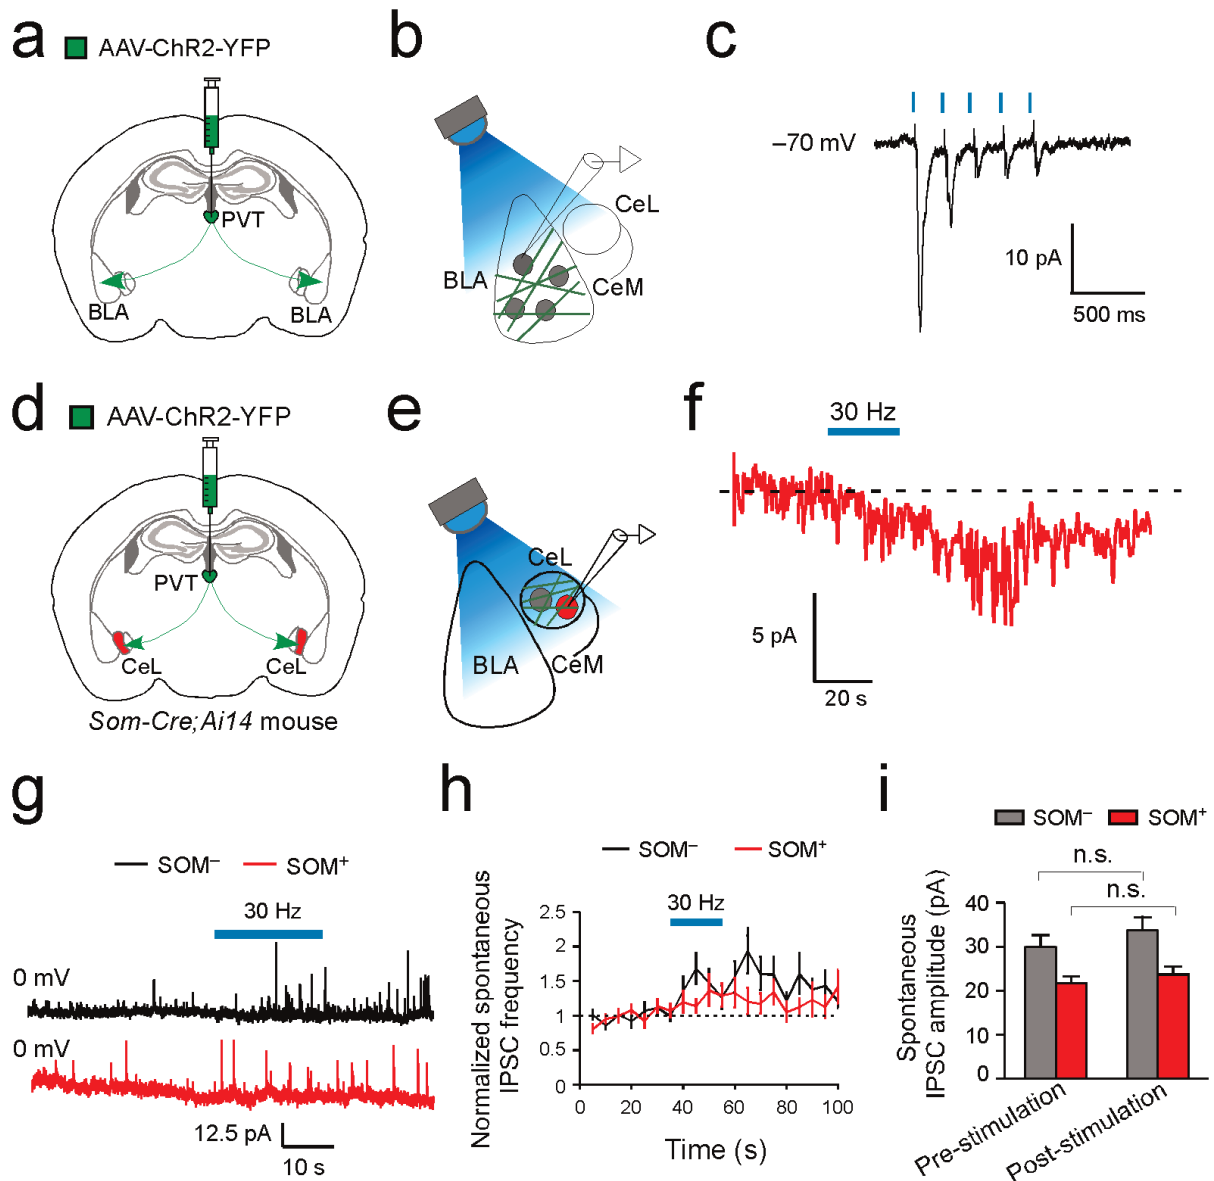 a
AAV-ChR2-YFP
PVT
BLA
BLA
b
CeL
BLA
CeM
c
–70 mV
10 pA
500 ms
d
AAV-ChR2-YFP
PVT
CeL
CeL
Som-Cre;Ai14 mouse
e
CeL
BLA
CeM
f
30 Hz
5 pA
20 s
g
SOM– SOM+
30 Hz
0 mV
0 mV
12.5 pA
10 s
h
SOM– SOM+
30 Hz
Normalized spontaneous
IPSC frequency
2.5
2
1.5
1
0.5
0
0 20 40 60 80 100
Time (s)
i
SOM– SOM+
n.s.
n.s.
Spontaneous
IPSC amplitude (pA)
40
30
20
10
0
Pre-stimulation
Post-stimulation